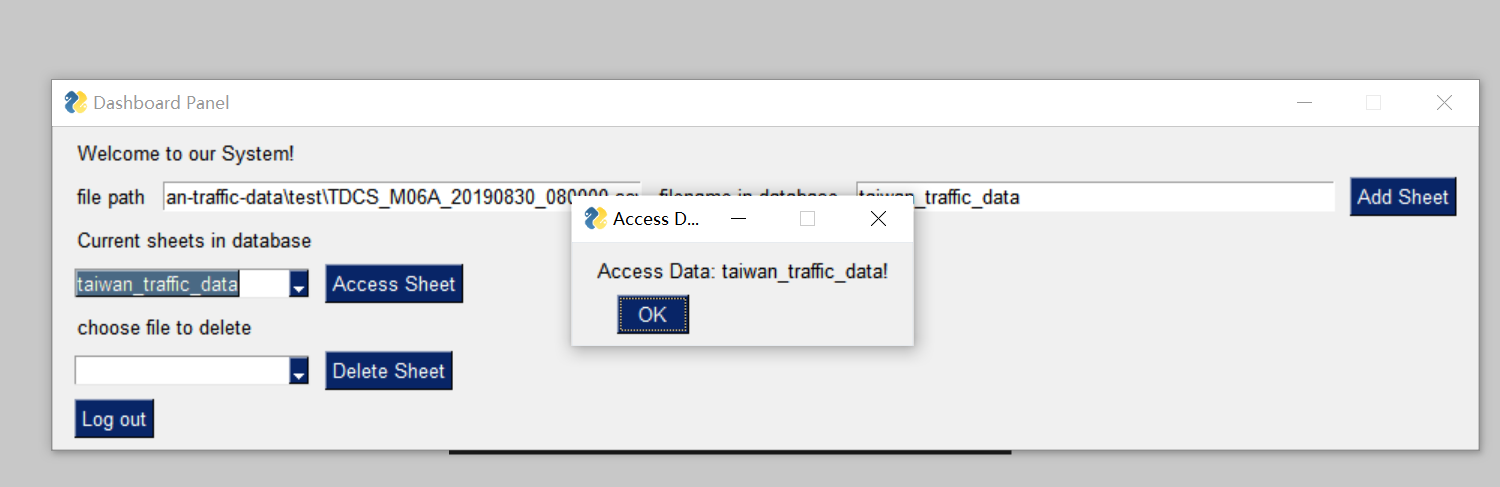 Dashboard Panel
Welcome to our System!
file path an-traffic-data\test\TDCS_M06A_20190830_080000.csv filename in database taiwan_traffic_data Add Sheet
Access D...
Current sheets in database
Access Data: taiwan_traffic_data!
taiwan_traffic_data Access Sheet
OK
choose file to delete
Delete Sheet
Log out